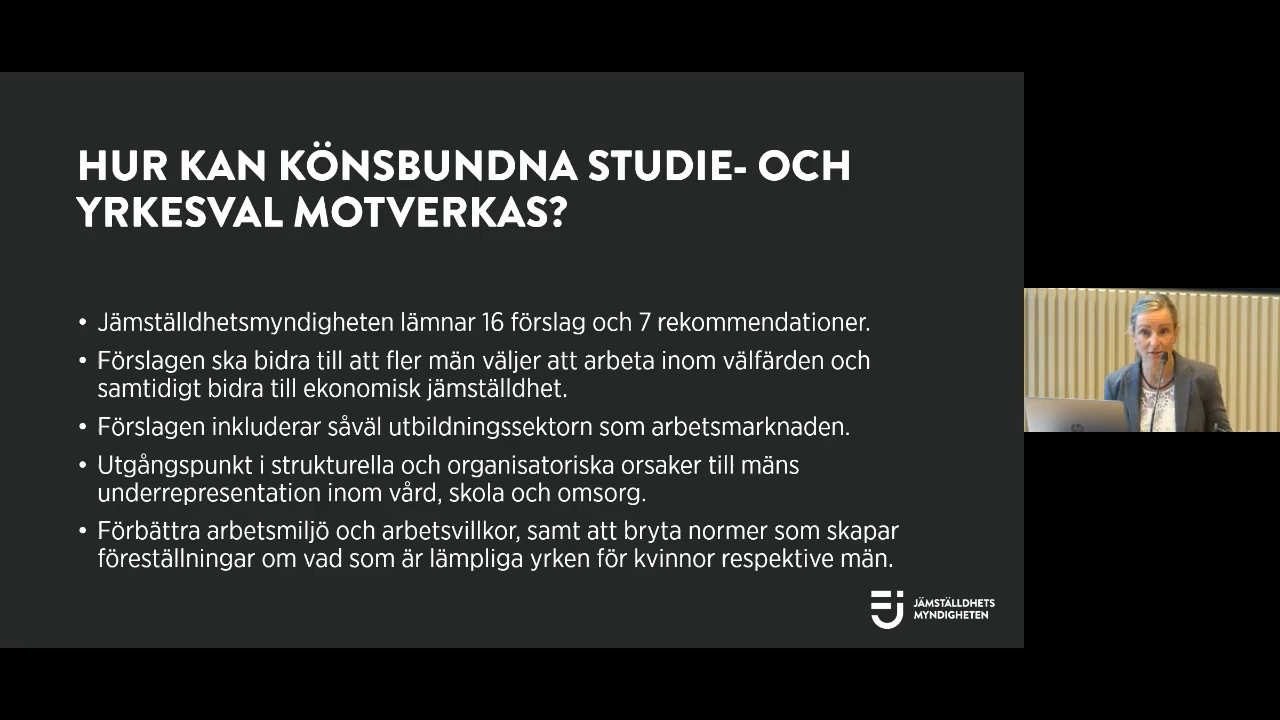 HUR KAN KÖNSBUNDNA STUDIE- OCH
YRKESVAL MOTVERKAS?
• Jämställdhetsmyndigheten lämnar 16 förslag och 7 rekommendationer.
• Förslagen ska bidra till att fler män väljer att arbeta inom välfärden och
samtidigt bidra till ekonomisk jämställdhet.
• Förslagen inkluderar såväl utbildningssektorn som arbetsmarknaden.
• Utgångspunkt i strukturella och organisatoriska orsaker till mäns
underrepresentation inom vård, skola och omsorg.
• Förbättra arbetsmiljö och arbetsvillkor, samt att bryta normer som skapar
föreställningar om vad som är lämpliga yrken för kvinnor respektive män.
JÄMSTÄLLDHETS
MYNDIGHETEN